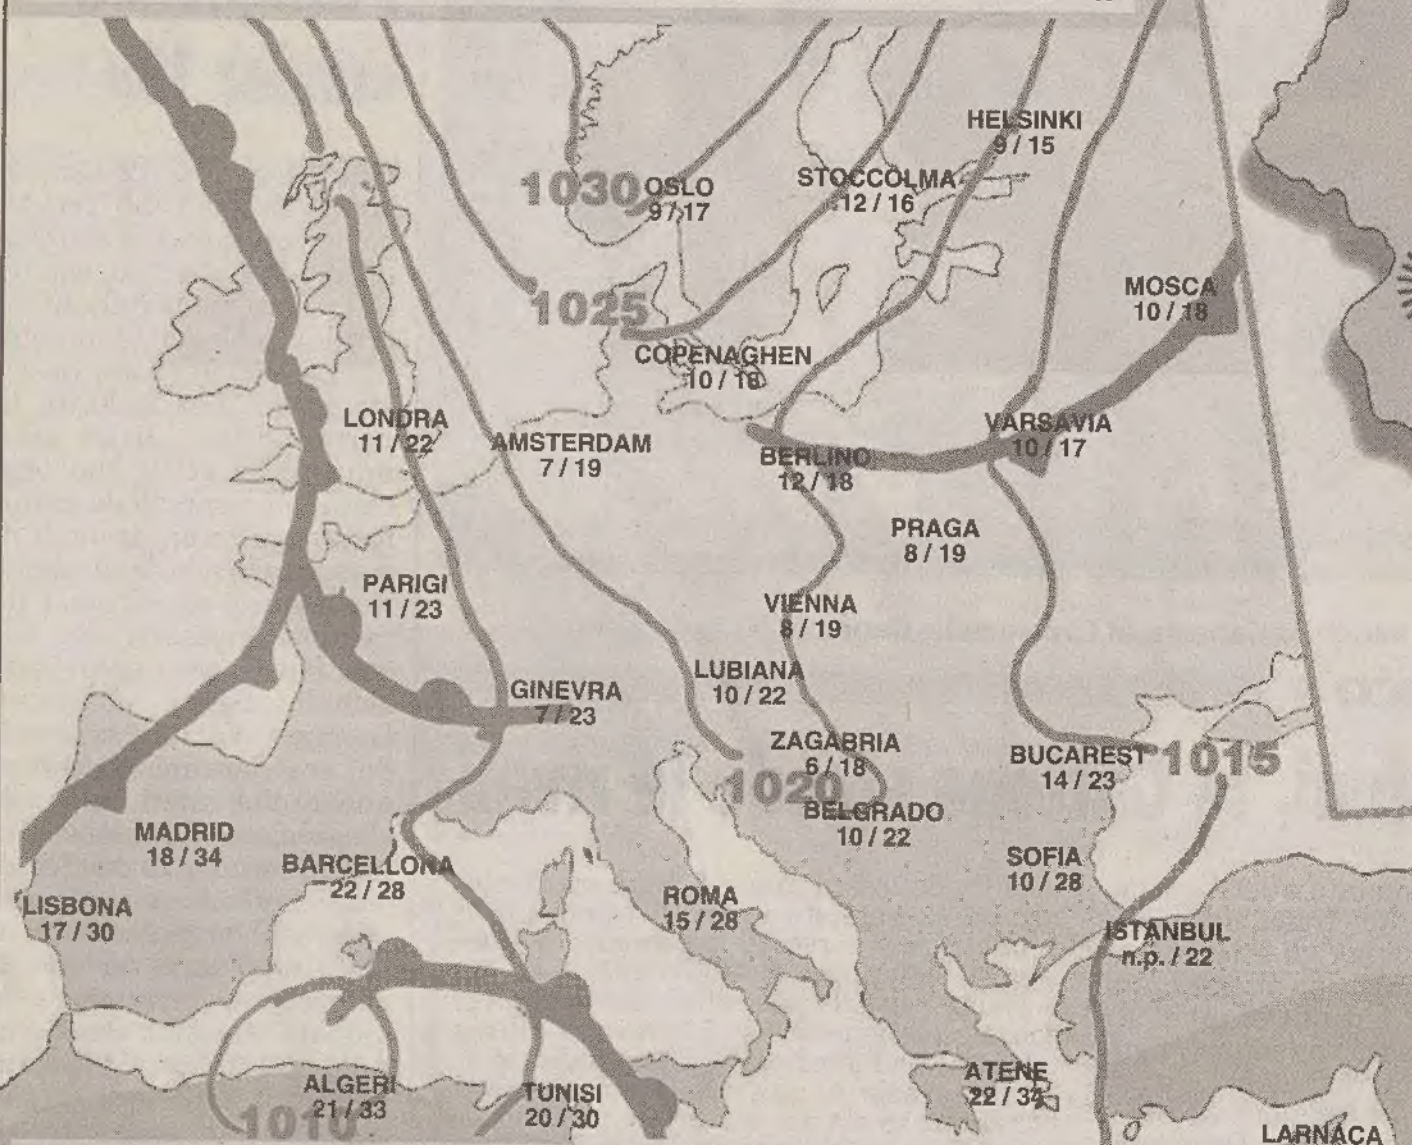 HELSINKI
9 / 15
1030
OSLO
9 / 17
STOCCOLMA
12 / 16
MOSCA
10 / 18
1025
COPENAGHEN
10 / 18
LONDRA
11 / 22
AMSTERDAM
7 / 19
VARSAVIA
10 / 17
BERLINO
12 / 18
PRAGA
8 / 19
PARIGI
11 / 23
VIENNA
8 / 19
LUBIANA
10 / 22
GINEVRA
7 / 23
ZAGABRIA
6 / 18
BUCAREST
14 / 23
1015
1020
BELGRADO
10 / 22
MADRID
18 / 34
BARCELLONA
22 / 28
SOFIA
10 / 28
ROMA
15 / 28
LISBONA
17 / 30
ISTANBUL
n.p. / 22
ATENE
22 /
ALGERI
21 / 33
TUNISI
20 / 30
1010
LARNACA